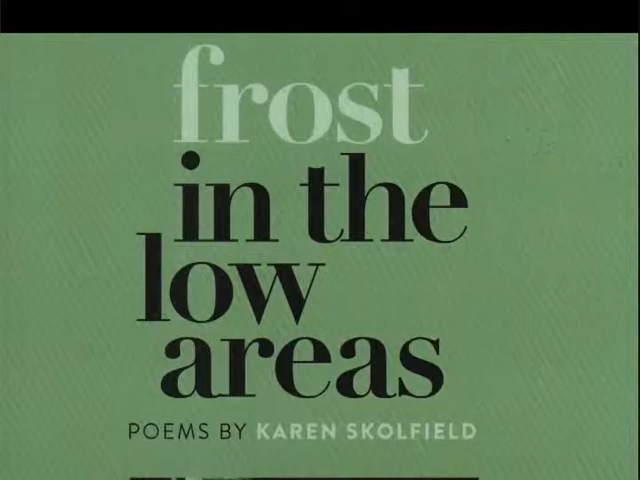 frost
in the
low
areas
POEMS BY KAREN SKOLFIELD